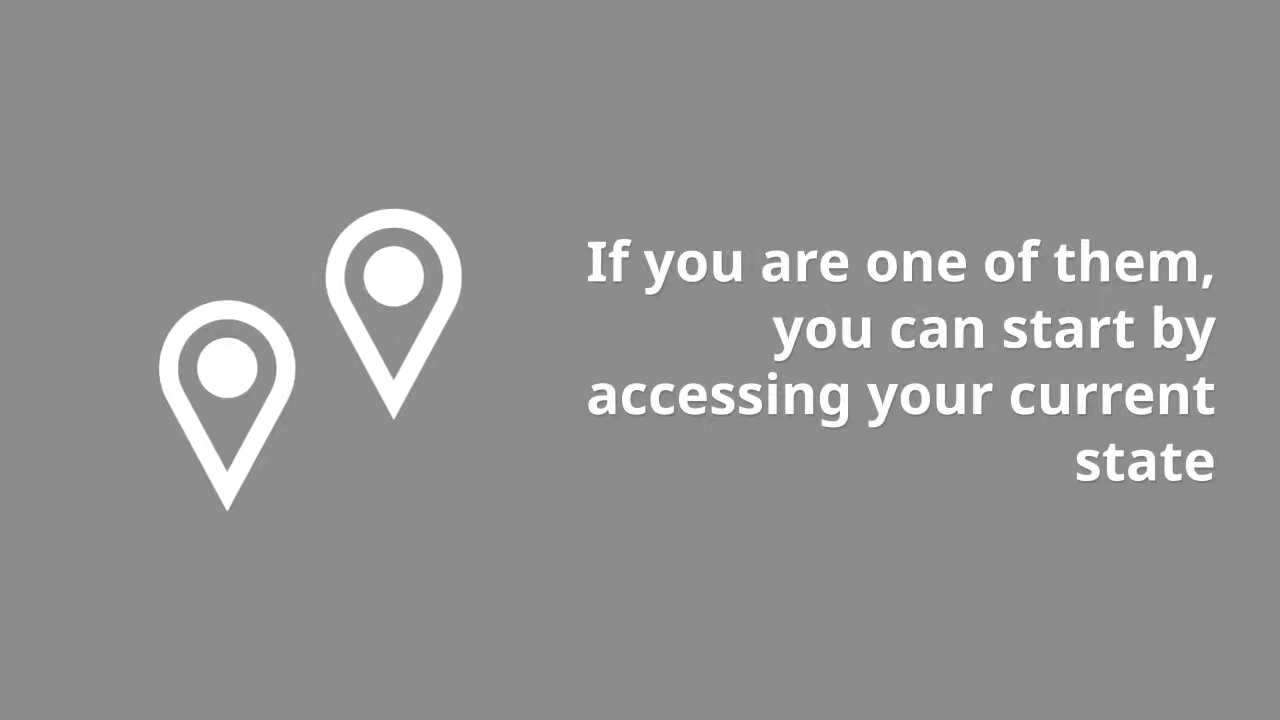 If you are one of them,
you can start by
accessing your current
state